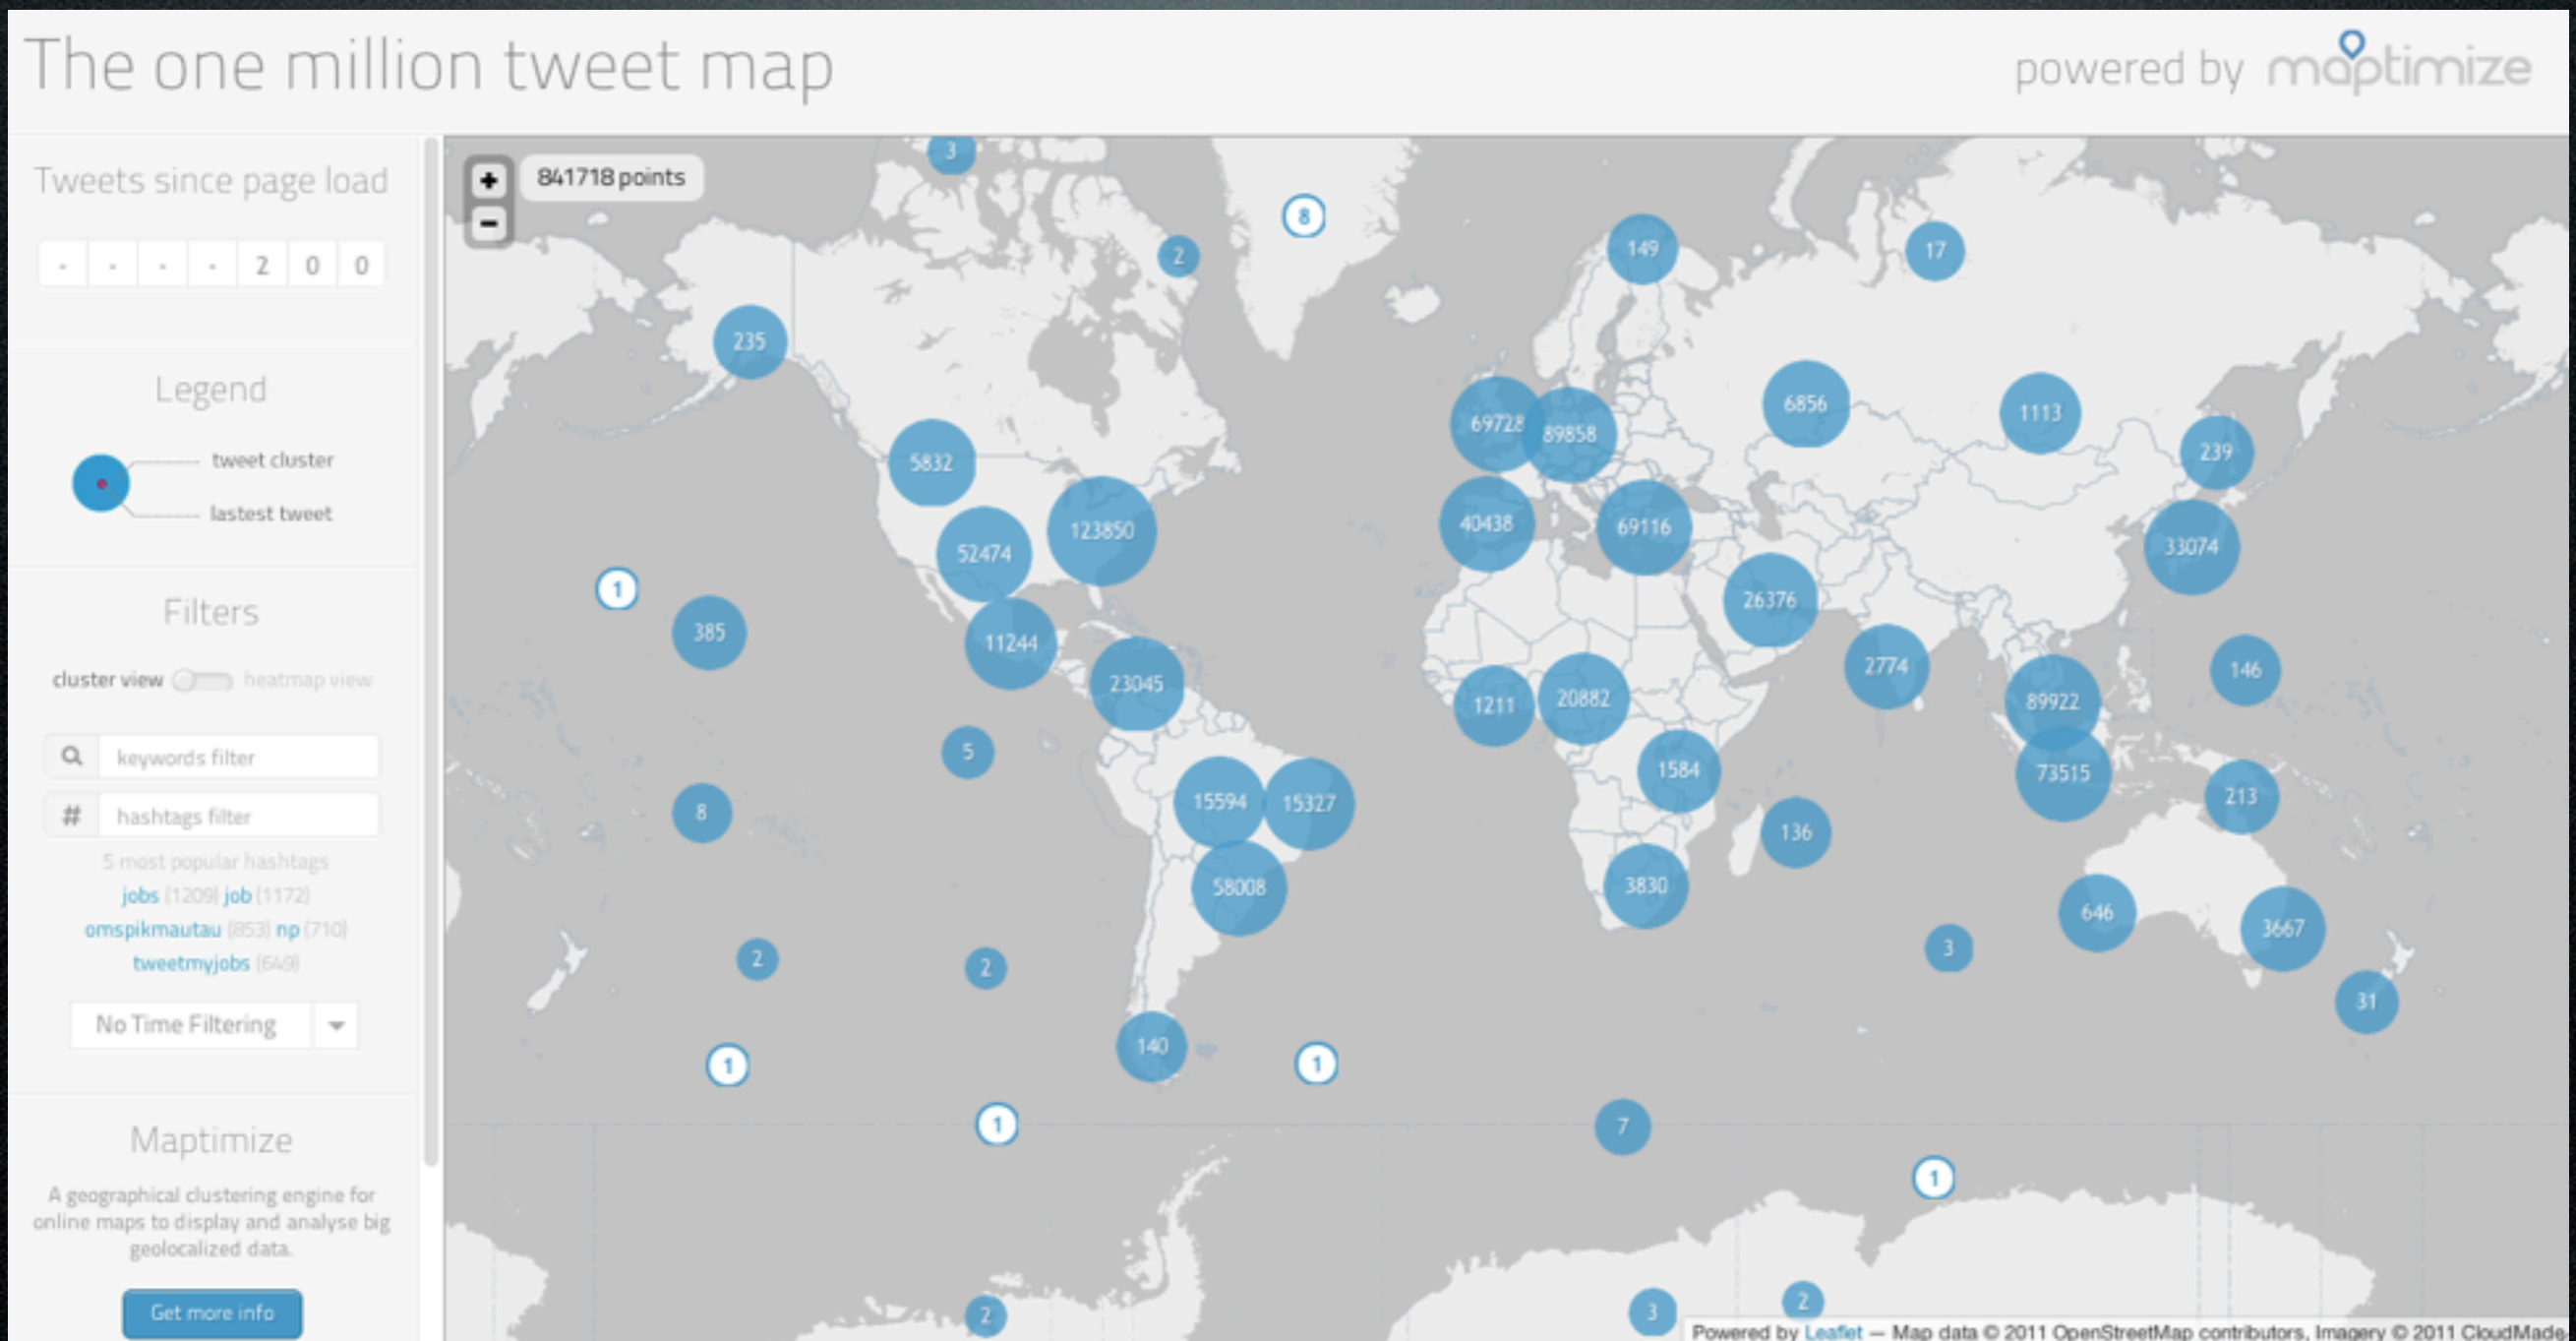 The one million tweet map
powered by maptimize
Tweets since page load
- - - - 2 0 0
Legend
tweet cluster
lastest tweet
Filters
cluster view heatmap view
keywords filter
# hashtags filter
5 most popular hashtags
jobs (1209) job (1172)
omspikmautau (853) np (710)
tweetmyjobs (649)
No Time Filtering
Maptimize
A geographical clustering engine for
online maps to display and analyse big
geolocalized data.
Get more info
+
841718 points
-
3
8
2
149
17
235
69728
89858
6856
1113
239
5832
52474
123850
40438
69116
33074
1
385
11244
23045
26376
2774
146
1211
20882
89922
5
8
15594
15327
1584
73515
213
136
58008
3830
646
3667
2
2
3
31
140
1
1
1
7
1
2
3
2
Powered by Leaflet — Map data © 2011 OpenStreetMap contributors, Imagery © 2011 CloudMade